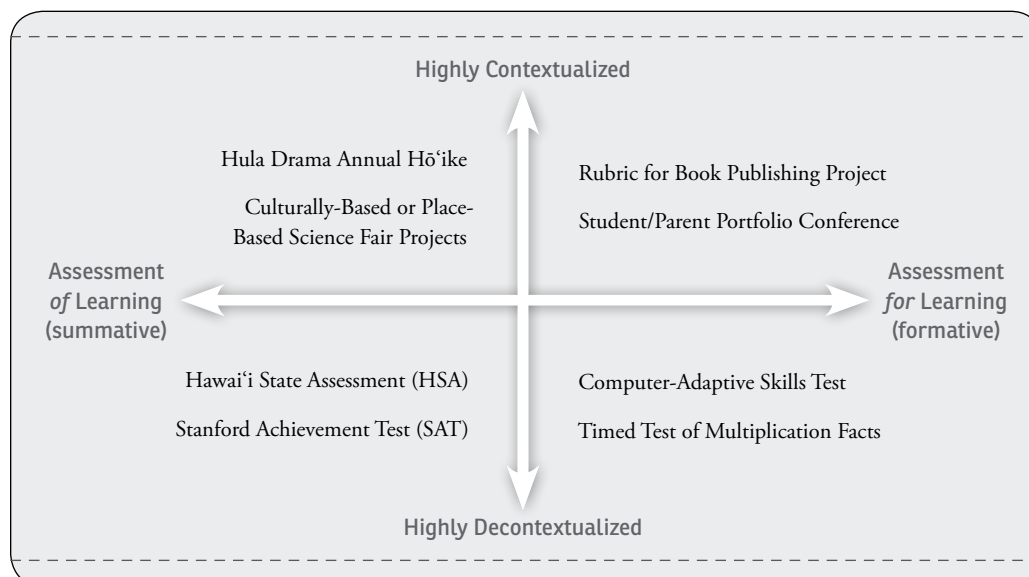 Highly Contextualized
Hula Drama Annual Hōʻike
Culturally-Based or Place-
Based Science Fair Projects
Rubric for Book Publishing Project
Student/Parent Portfolio Conference
Assessment
of Learning
(summative)
Assessment
for Learning
(formative)
Hawaiʻi State Assessment (HSA)
Stanford Achievement Test (SAT)
Computer-Adaptive Skills Test
Timed Test of Multiplication Facts
Highly Decontextualized